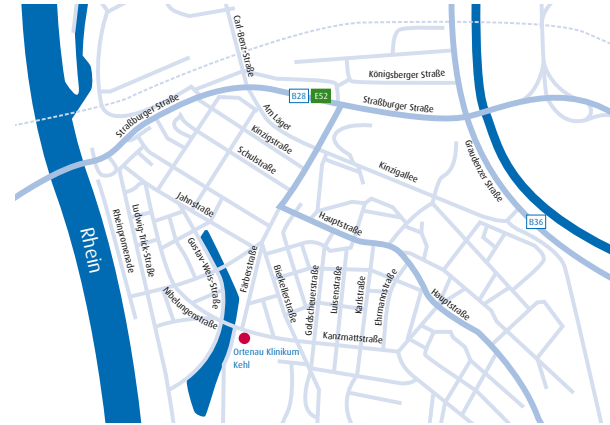 Carl-Benz-Straße
Königsberger Straße
B28
E52
Straßburger Straße
Straßburger Straße
Am Läger
Kinzigstraße
Schulstraße
Kinzigallee
Graudenzer Straße
B36
Jahnstraße
Hauptstraße
Rhein
Rheinpromenade
Ludwig-Trick-Straße
Gustav-Weis-Straße
Färberstraße
Bierkellerstraße
Goldscheuerstraße
Luisenstraße
Karlstraße
Ehrmannstraße
Hauptstraße
Nibelungenstraße
Kanzmattstraße
Ortenau Klinikum
Kehl